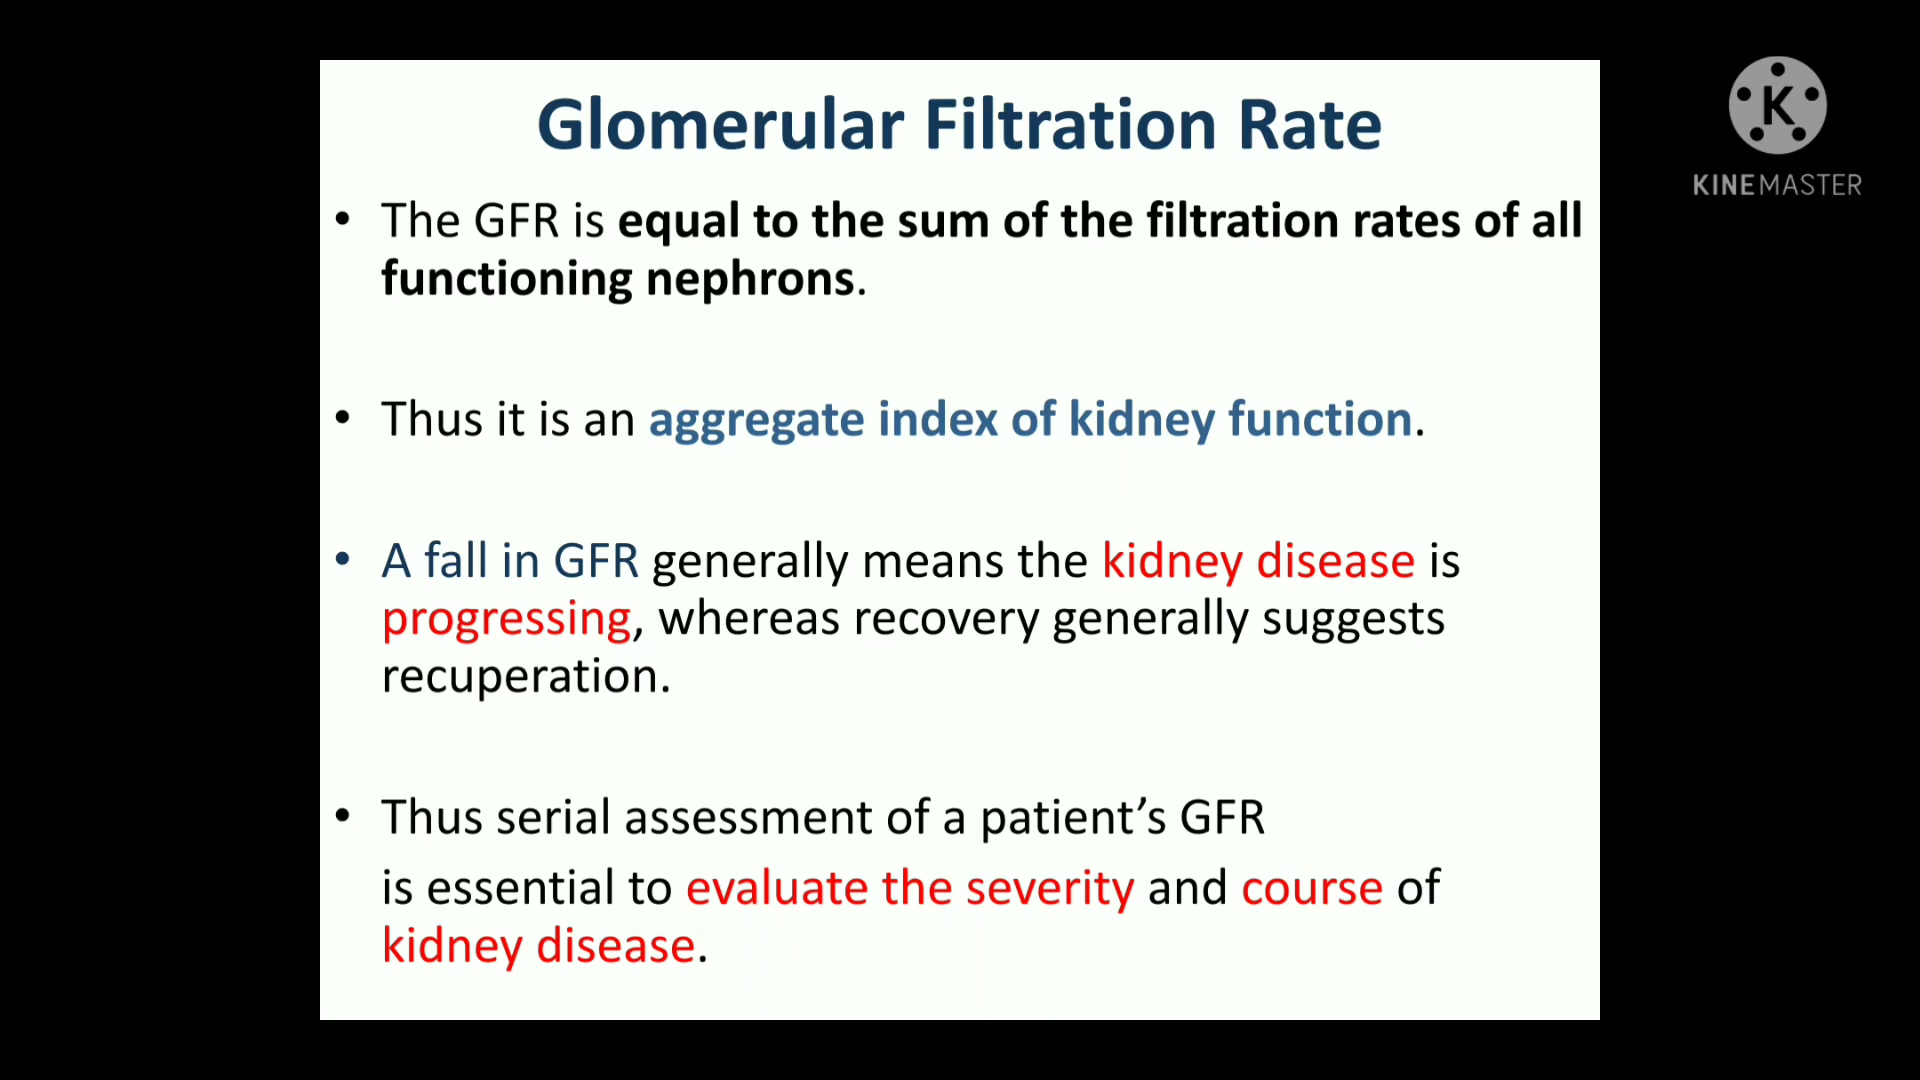 Glomerular Filtration Rate
• The GFR is equal to the sum of the filtration rates of all
functioning nephrons.
• Thus it is an aggregate index of kidney function.
• A fall in GFR generally means the kidney disease is
progressing, whereas recovery generally suggests
recuperation.
• Thus serial assessment of a patient’s GFR
is essential to evaluate the severity and course of
kidney disease.
K
KINEMASTER